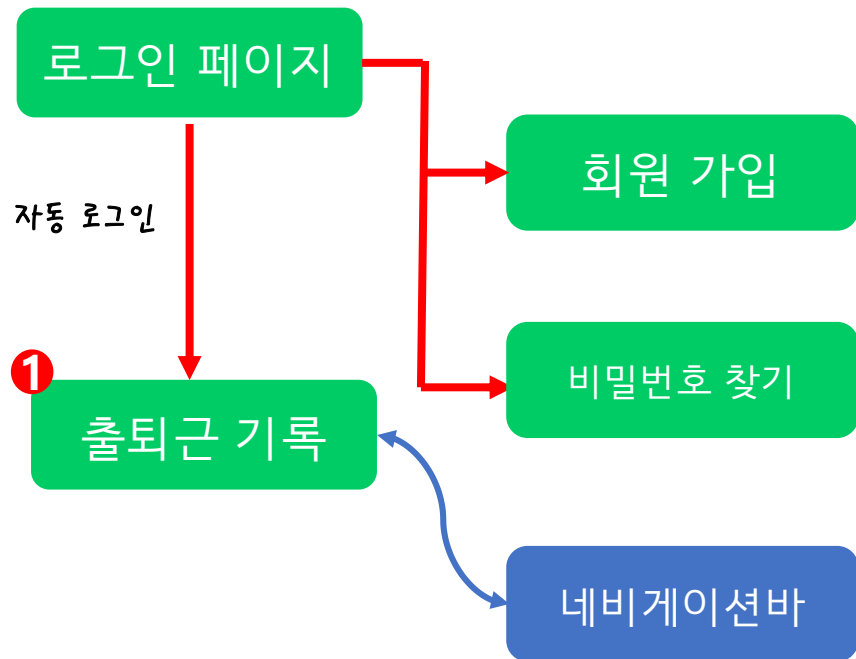 로그인 페이지
회원 가입
자동 로그인
비밀번호 찾기
1
출퇴근 기록
네비게이션바